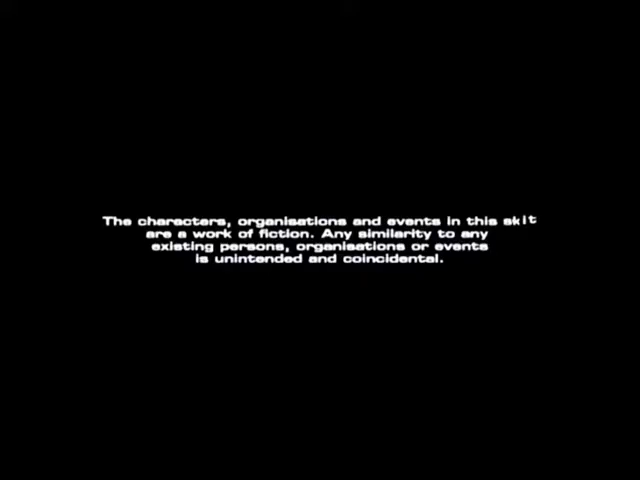 The characters, organisations and events in this skit
are a work of fiction. Any similarity to any
existing persons, organisations or events
is unintended and coincidental.